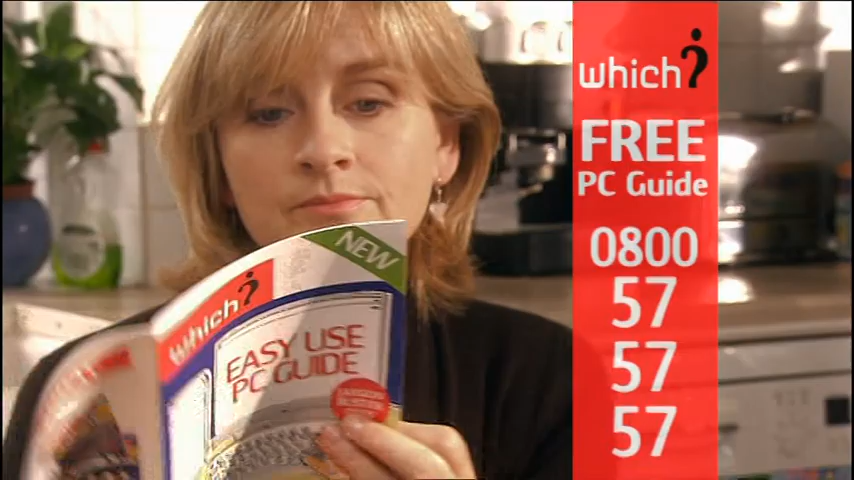 which?
FREE
PC Guide
0800
57
57
57
NEW
which?
EASY USE
PC GUIDE